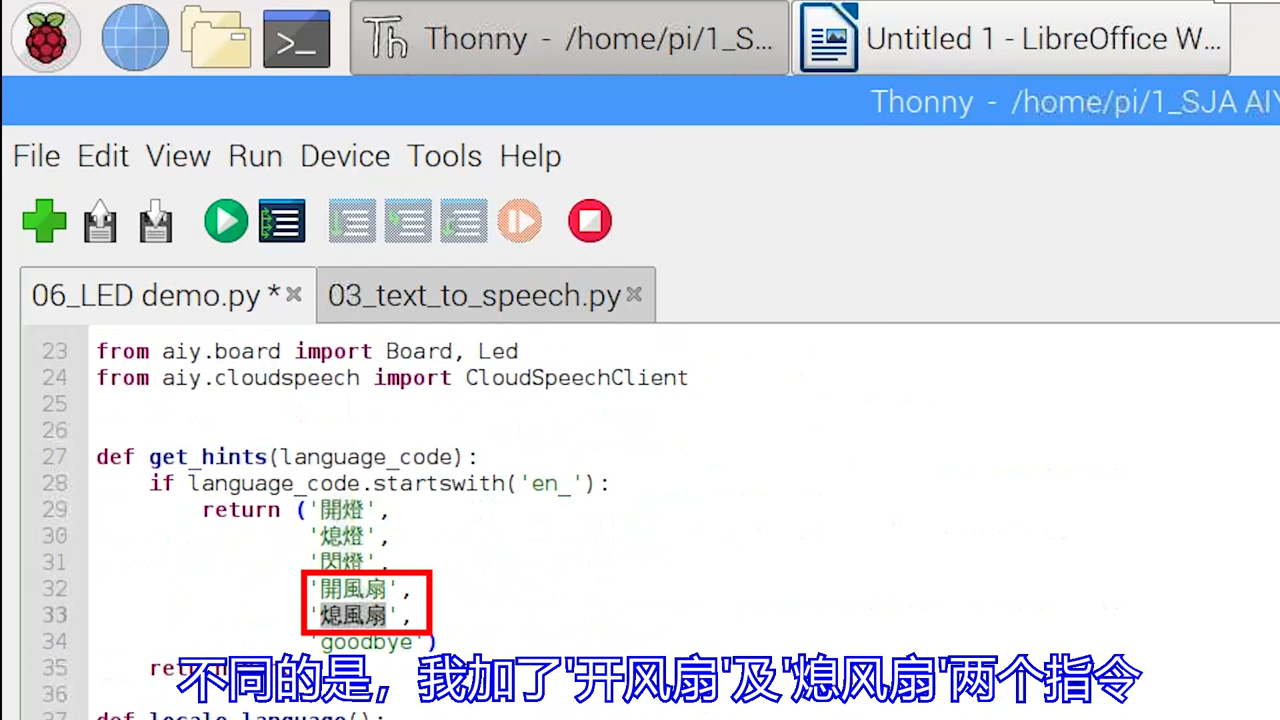 Thonny - /home/pi/1_S...
Untitled 1 - LibreOffice W...
Thonny - /home/pi/1_SJA AIY
File Edit View Run Device Tools Help
06_LED demo.py *
03_text_to_speech.py
23 from aiy.board import Board, Led
24 from aiy.cloudspeech import CloudSpeechClient
25
26
27 def get_hints(language_code):
28 if language_code.startswith('en_'):
29 return ('開燈',
30 '熄燈',
31 '閃燈',
32 '開風扇',
33 '熄風扇',
34 'goodbye')
35
36
37 def locale_language():
不同的是，我加了'开风扇'及'熄风扇'两个指令